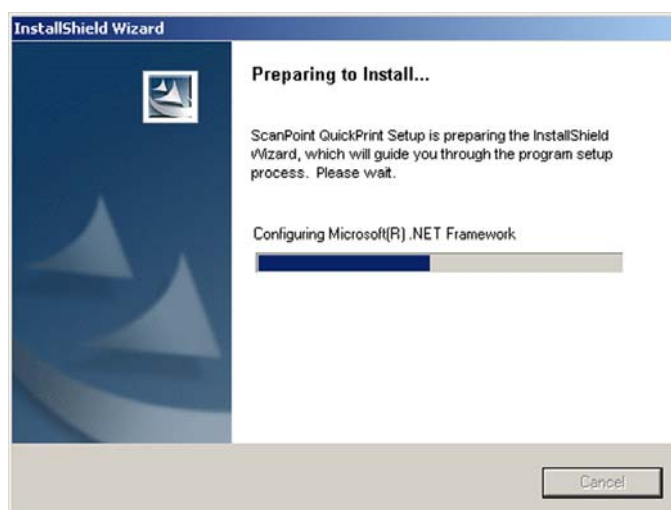 InstallShield Wizard
Preparing to Install...
ScanPoint QuickPrint Setup is preparing the InstallShield
Wizard, which will guide you through the program setup
process. Please wait.
Configuring Microsoft(R) .NET Framework
Cancel